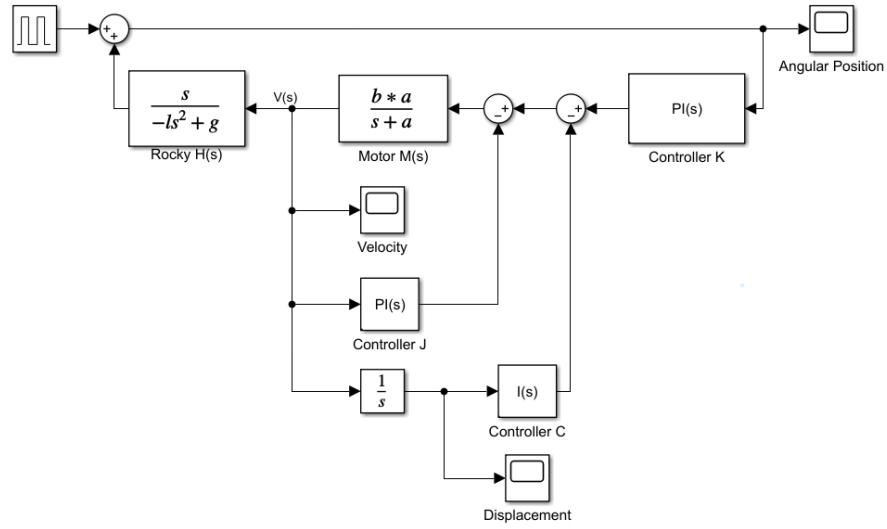 ++
Angular Position
s
-ls² + g
Rocky H(s)
V(s)
b * a
s + a
Motor M(s)
-+
-+
PI(s)
Controller K
Velocity
PI(s)
Controller J
1
s
I(s)
Controller C
Displacement